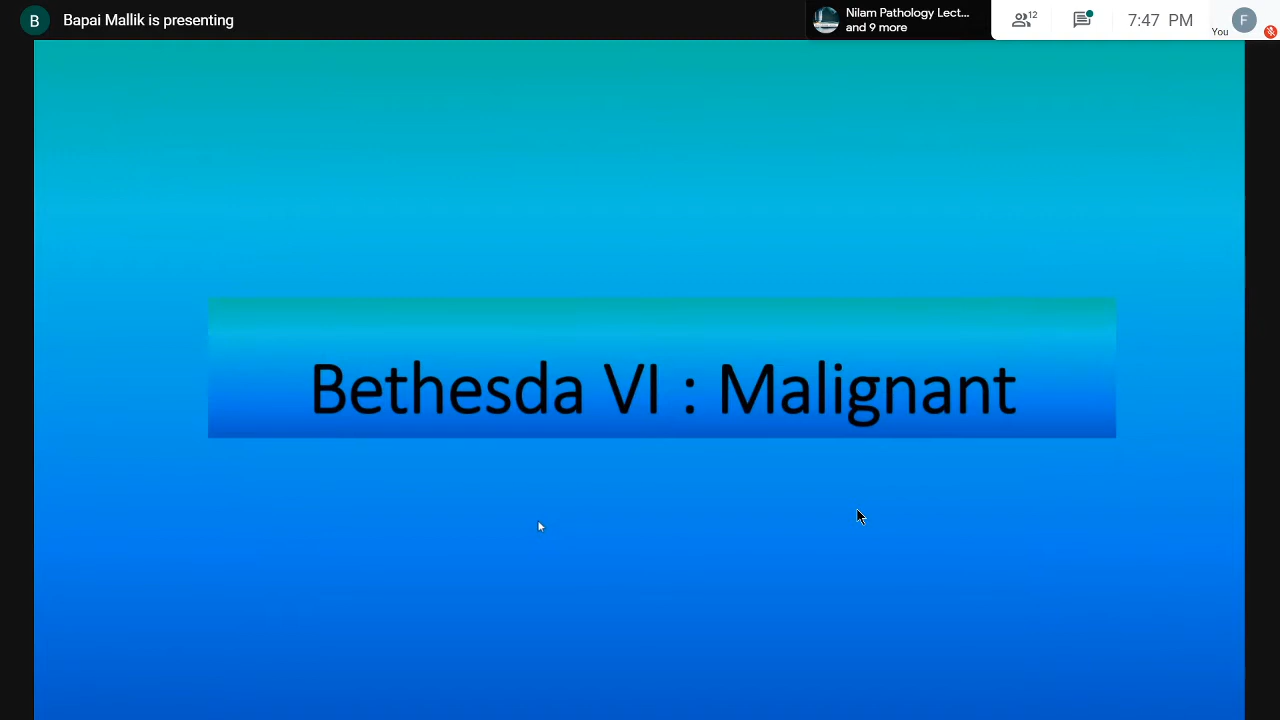 B Bapai Mallik is presenting
Nilam Pathology Lect...
and 9 more
12
7:47 PM
You
F
Bethesda VI : Malignant